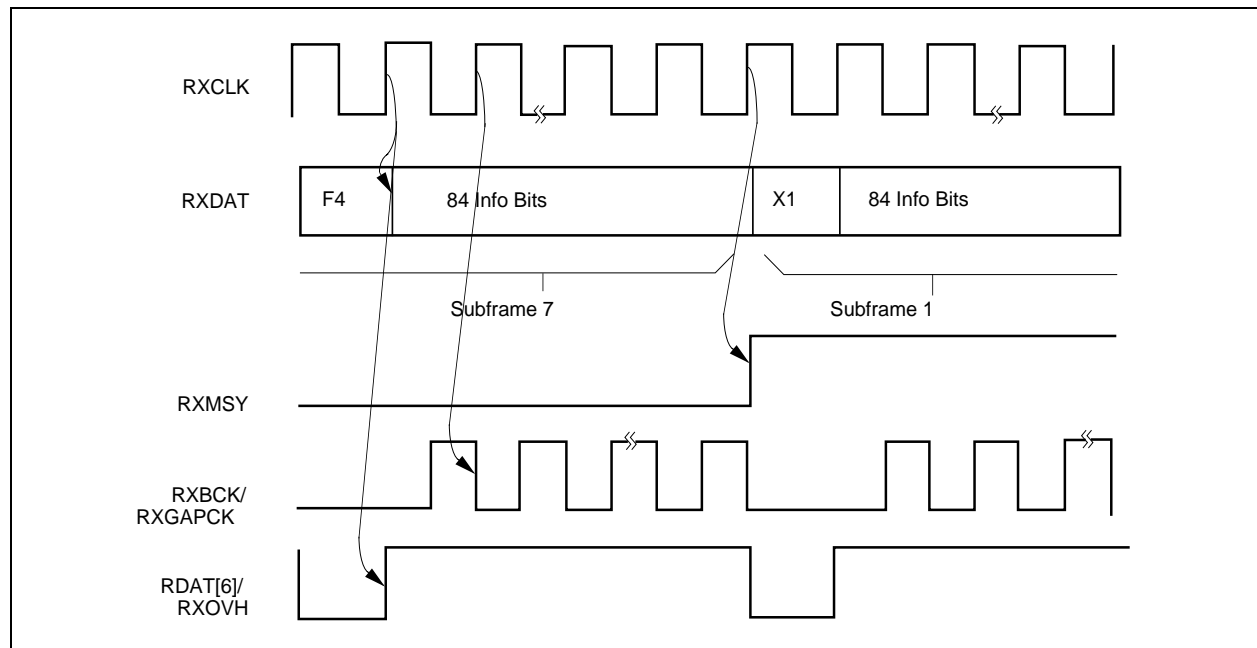 RXCLK
RXDAT
F4
84 Info Bits
X1
84 Info Bits
Subframe 7
Subframe 1
RXMSY
RXBCK/
RXGAPCK
RDAT[6]/
RXOVH